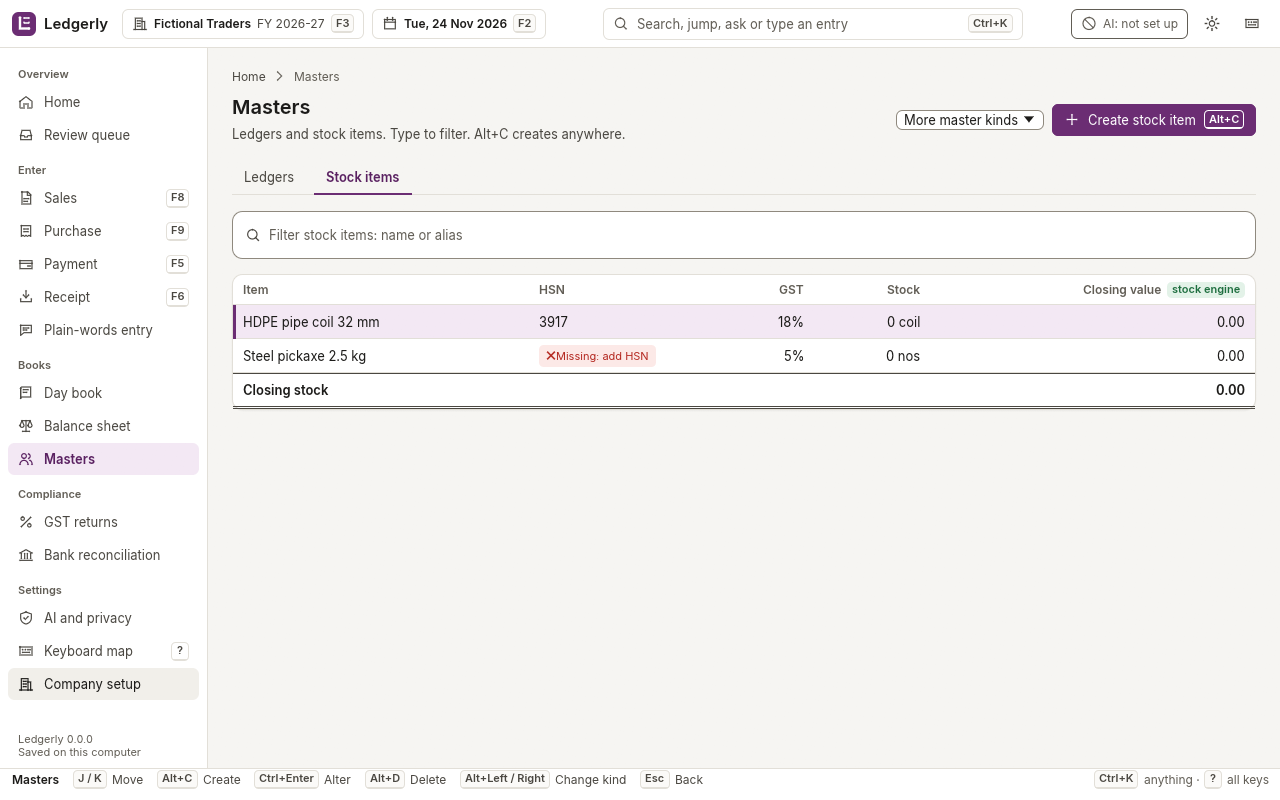 Ledgerly
Fictional Traders FY 2026-27 F3
Tue, 24 Nov 2026 F2
Search, jump, ask or type an entry Ctrl+K
AI: not set up
Overview
Home
Review queue
Enter
Sales F8
Purchase F9
Payment F5
Receipt F6
Plain-words entry
Books
Day book
Balance sheet
Masters
Compliance
GST returns
Bank reconciliation
Settings
AI and privacy
Keyboard map ?
Company setup
Ledgerly 0.0.0
Saved on this computer
Home > Masters
Masters
Ledgers and stock items. Type to filter. Alt+C creates anywhere.
More master kinds
Create stock item Alt+C
Ledgers Stock items
Filter stock items: name or alias
Item HSN GST Stock Closing value stock engine
HDPE pipe coil 32 mm 3917 18% 0 coil 0.00
Steel pickaxe 2.5 kg Missing: add HSN 5% 0 nos 0.00
Closing stock 0.00
Masters J / K Move Alt+C Create Ctrl+Enter Alter Alt+D Delete Alt+Left / Right Change kind Esc Back
Ctrl+K anything · ? all keys